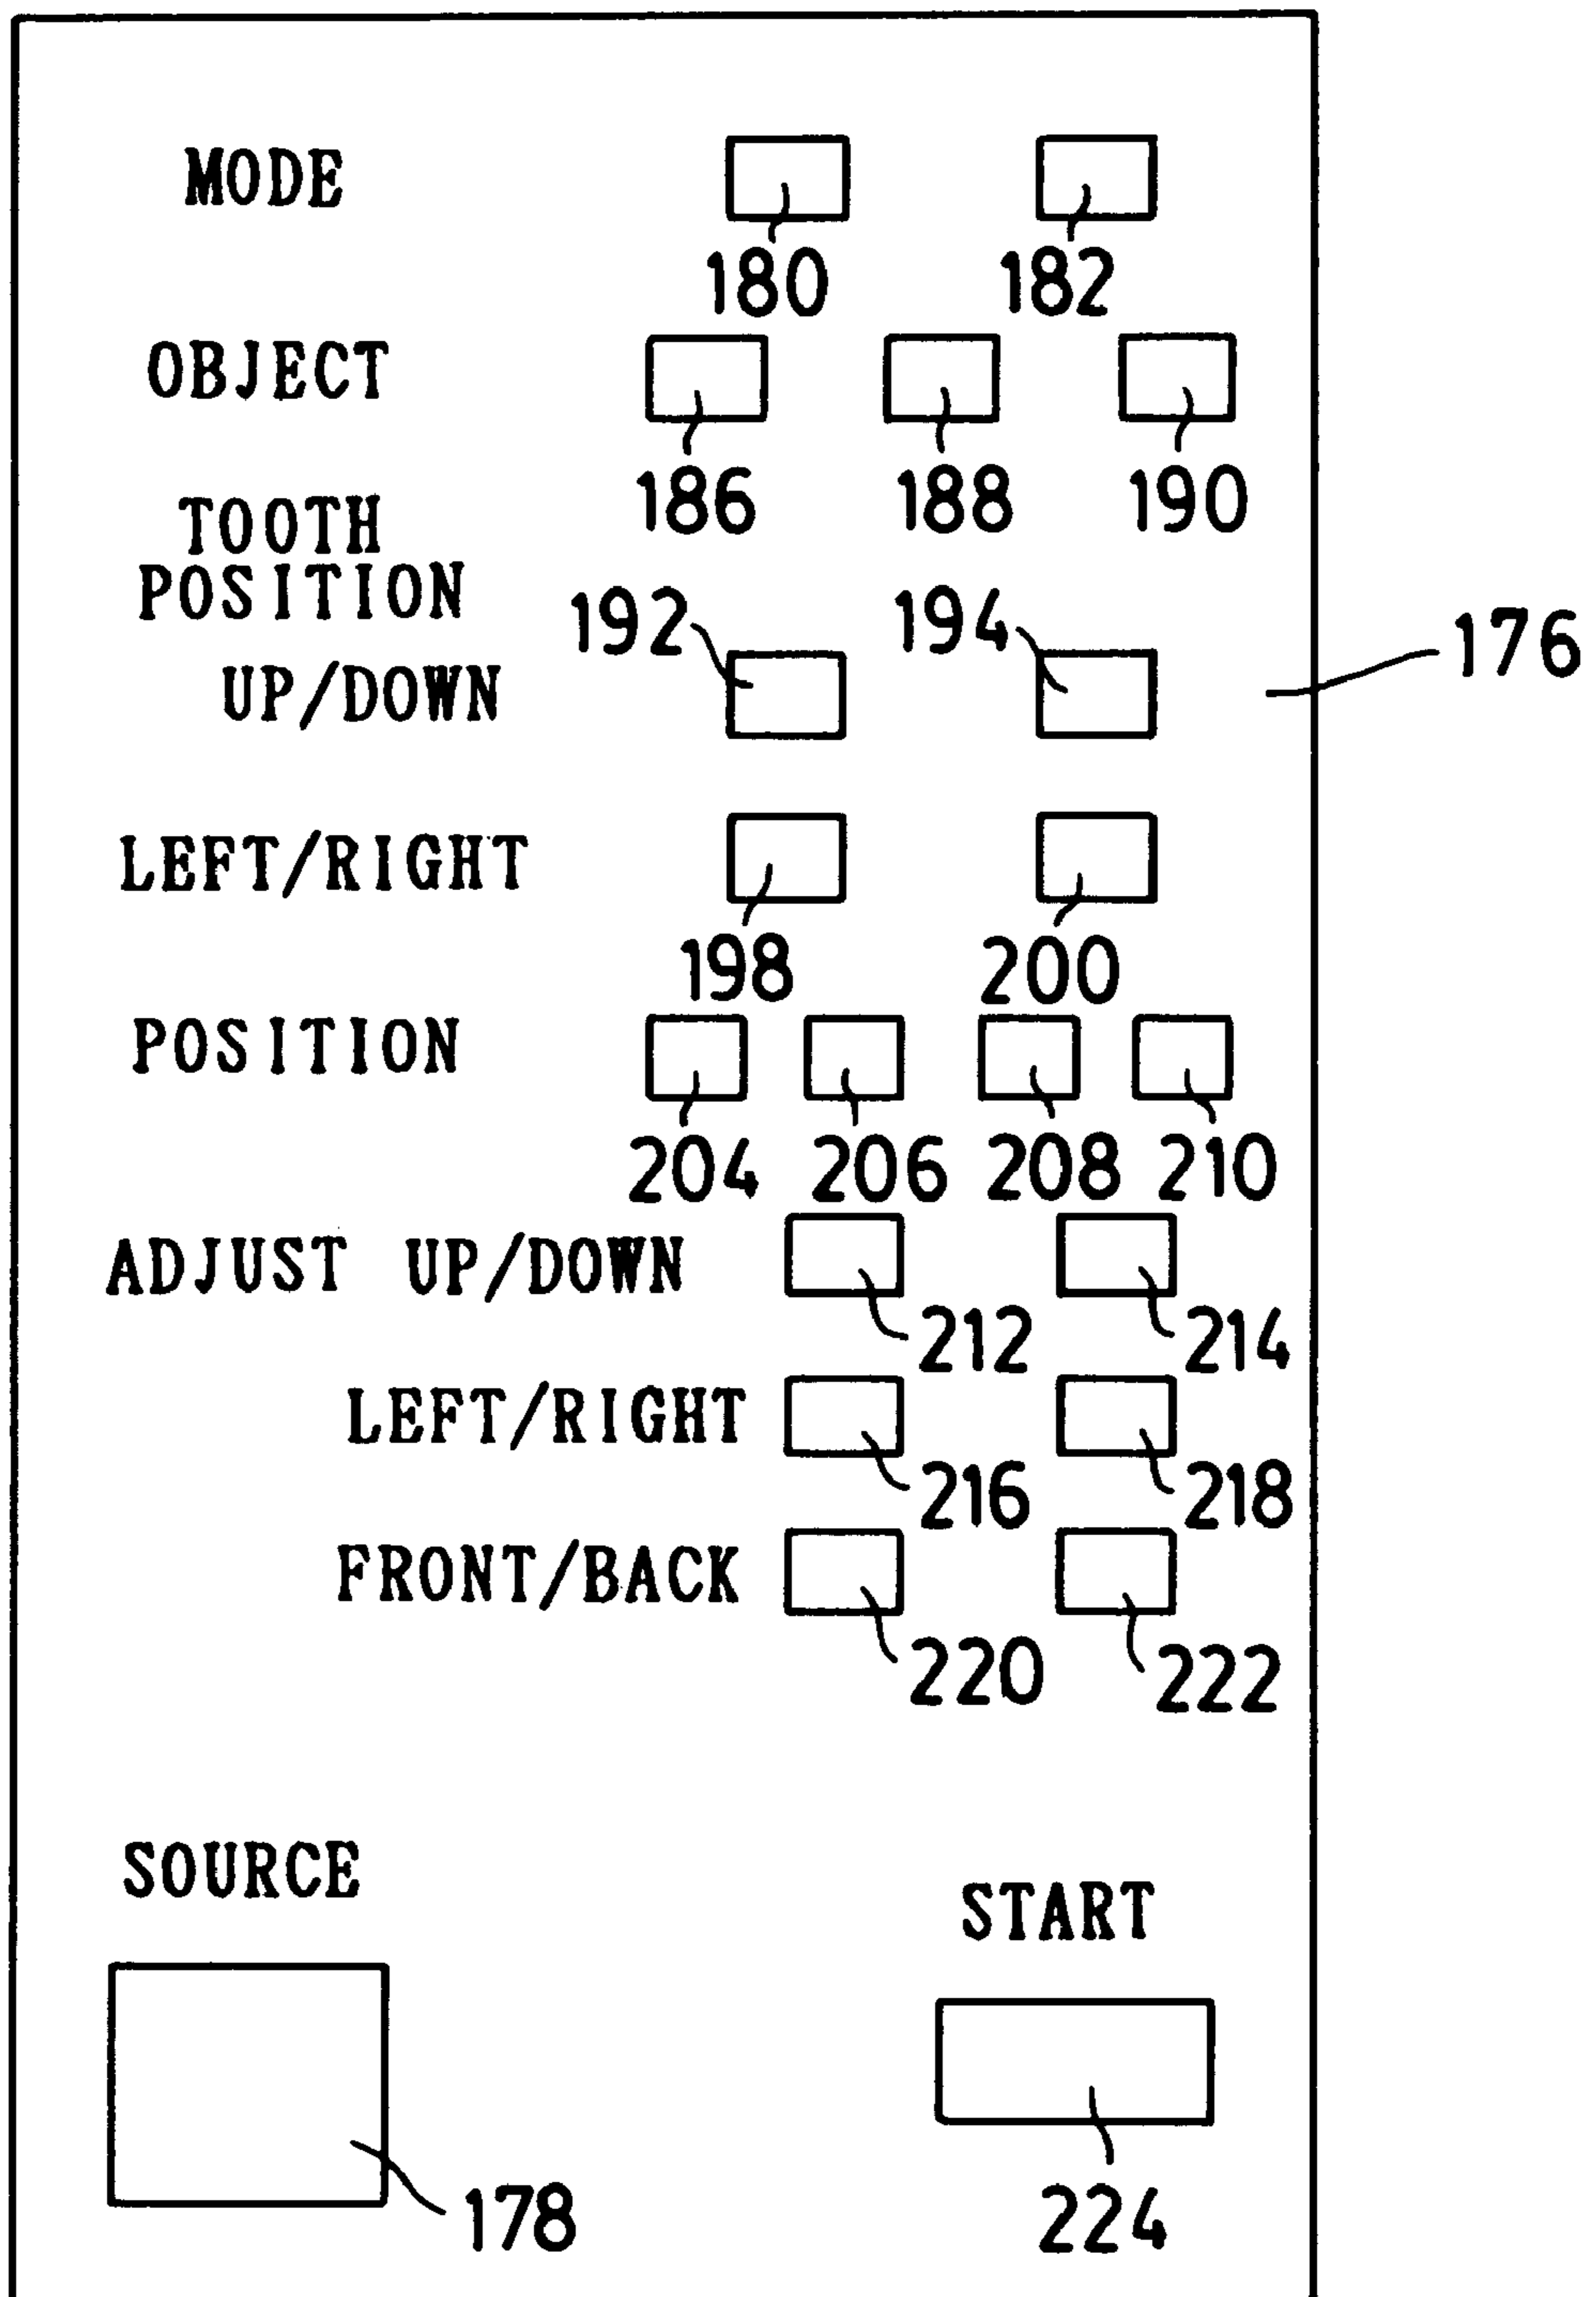 MODE
180 182
OBJECT
186 188 190
TOOTH
POSITION
192 194
176
UP/DOWN
LEFT/RIGHT
198 200
POSITION
204 206 208 210
ADJUST UP/DOWN
212 214
LEFT/RIGHT
216 218
FRONT/BACK
220 222
SOURCE
START
178
224